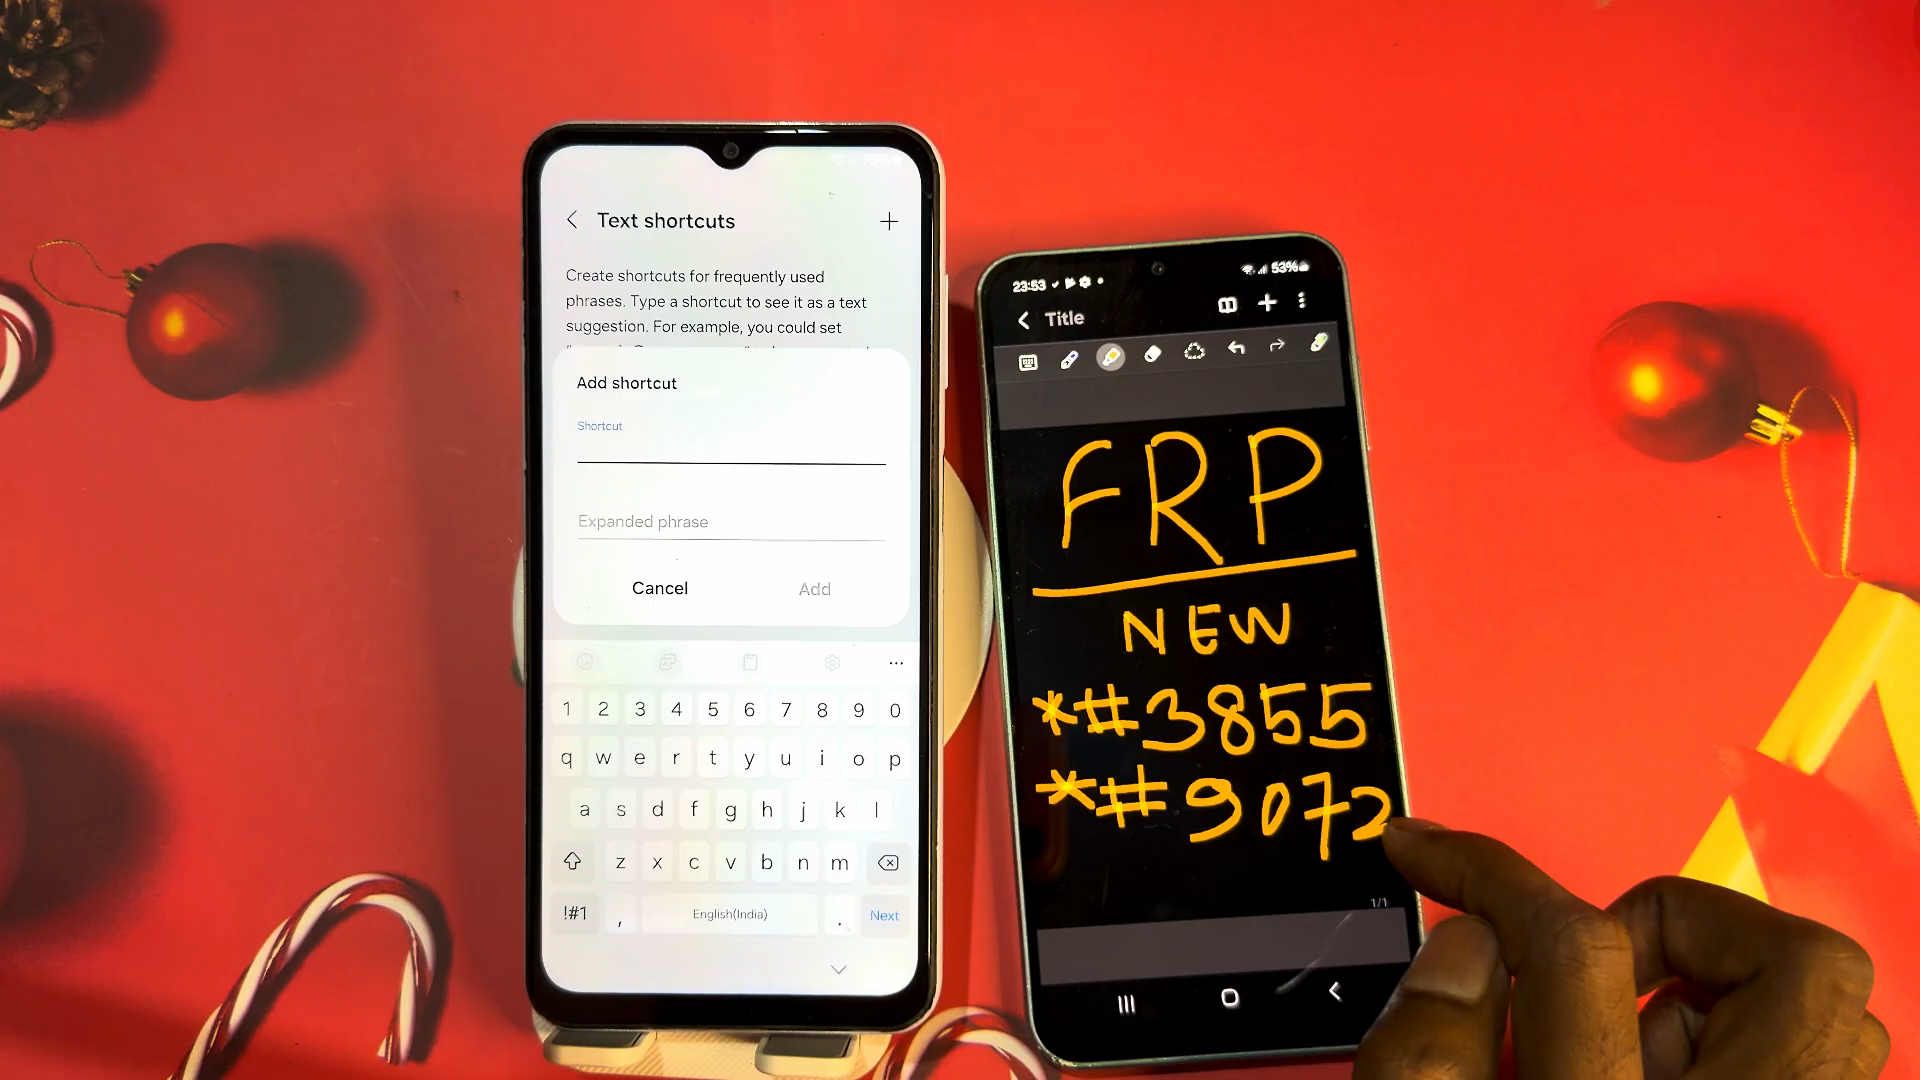 Text shortcuts
Create shortcuts for frequently used
phrases. Type a shortcut to see it as a text
suggestion. For example, you could set
Add shortcut
Shortcut
Expanded phrase
Cancel Add
1 2 3 4 5 6 7 8 9 0
q w e r t y u i o p
a s d f g h j k l
z x c v b n m
!#1 , English(India) . Next
23:53 53%
Title
FRP
NEW
*#3855
*#9072
1/1